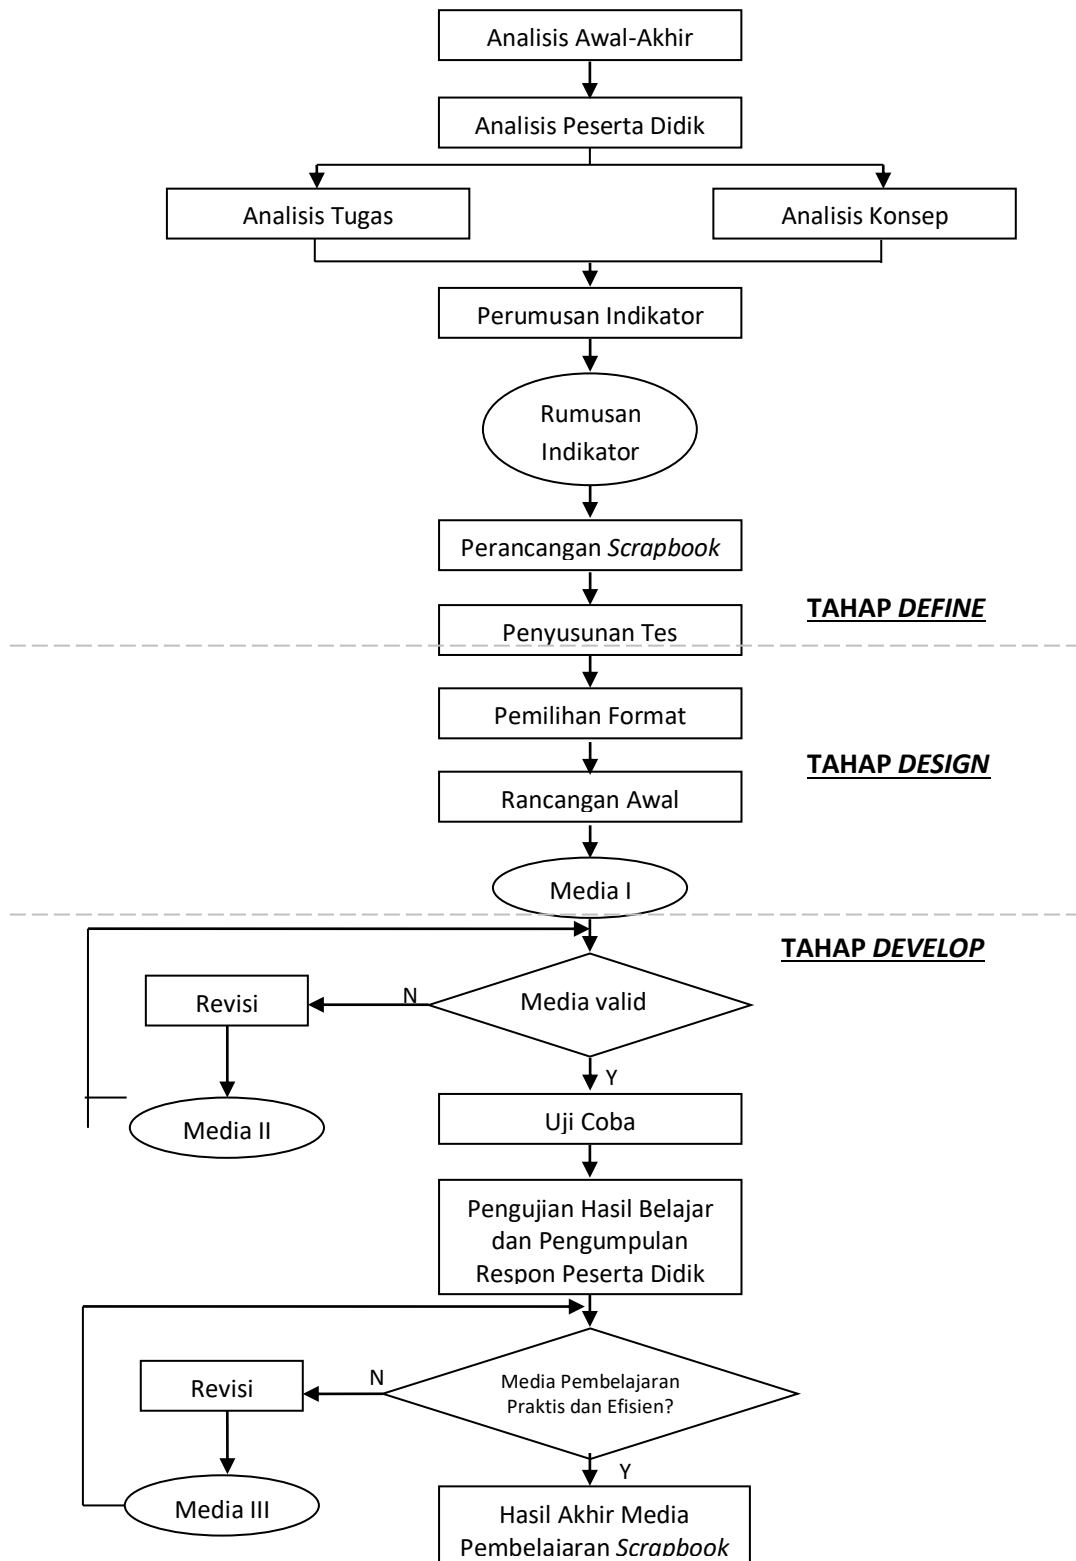 Analisis Awal-Akhir
Analisis Peserta Didik
Analisis Tugas
Analisis Konsep
Perumusan Indikator
Rumusan
Indikator
Perancangan Scrapbook
TAHAP DEFINE
Penyusunan Tes
Pemilihan Format
TAHAP DESIGN
Rancangan Awal
Media I
TAHAP DEVELOP
Revisi
N
Media valid
Y
Media II
Uji Coba
Pengujian Hasil Belajar
dan Pengumpulan
Respon Peserta Didik
Revisi
N
Media Pembelajaran
Praktis dan Efisien?
Y
Media III
Hasil Akhir Media
Pembelajaran Scrapbook